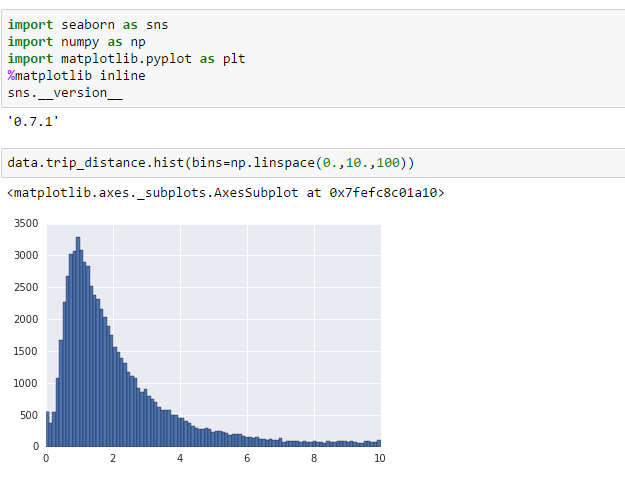 import seaborn as sns
import numpy as np
import matplotlib.pyplot as plt
%matplotlib inline
sns.__version__
'0.7.1'
data.trip_distance.hist(bins=np.linspace(0.,10.,100))
<matplotlib.axes._subplots.AxesSubplot at 0x7fefc8c01a10>
3500
3000
2500
2000
1500
1000
500
0
0 2 4 6 8 10